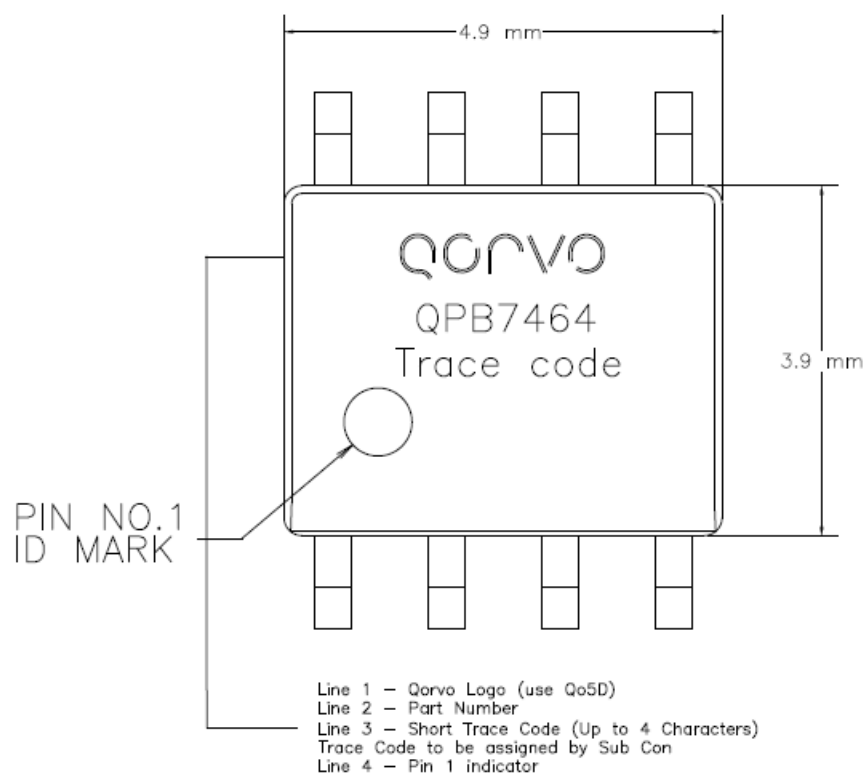 4.9 mm
QORVO
QPB7464
Trace code
3.9 mm
PIN NO.1
ID MARK
Line 1 – Qorvo Logo (use Qo5D)
Line 2 – Part Number
Line 3 – Short Trace Code (Up to 4 Characters)
Trace Code to be assigned by Sub Con
Line 4 – Pin 1 indicator